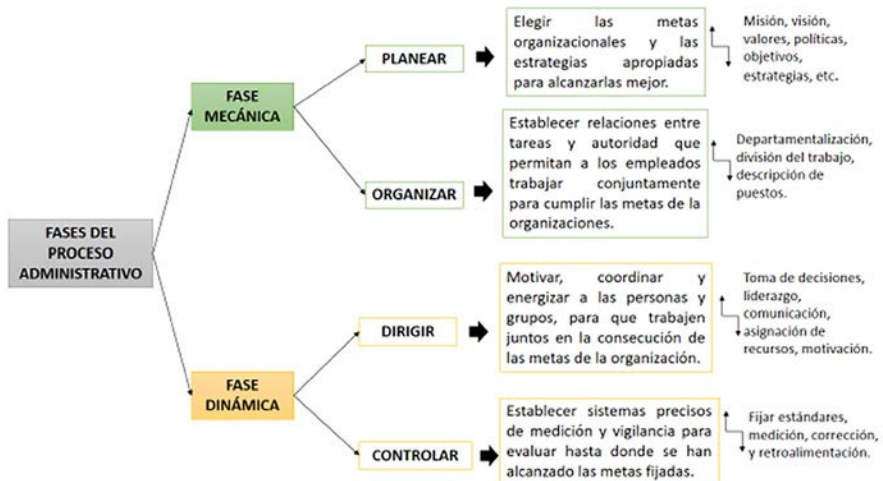 FASES DEL
PROCESO
ADMINISTRATIVO
FASE
MECÁNICA
PLANEAR
Elegir las metas
organizacionales y las
estrategias apropiadas
para alcanzarlas mejor.
Misión, visión,
valores, políticas,
objetivos,
estrategias, etc.
ORGANIZAR
Establecer relaciones entre
tareas y autoridad que
permitan a los empleados
trabajar conjuntamente
para cumplir las metas de la
organizaciones.
Departamentalización,
división del trabajo,
descripción de
puestos.
FASE
DINÁMICA
DIRIGIR
Motivar, coordinar y
energizar a las personas y
grupos, para que trabajen
juntos en la consecución de
las metas de la organización.
Toma de decisiones,
liderazgo,
comunicación,
asignación de
recursos, motivación.
CONTROLAR
Establecer sistemas precisos
de medición y vigilancia para
evaluar hasta donde se han
alcanzado las metas fijadas.
Fijar estándares,
medición, corrección,
y retroalimentación.